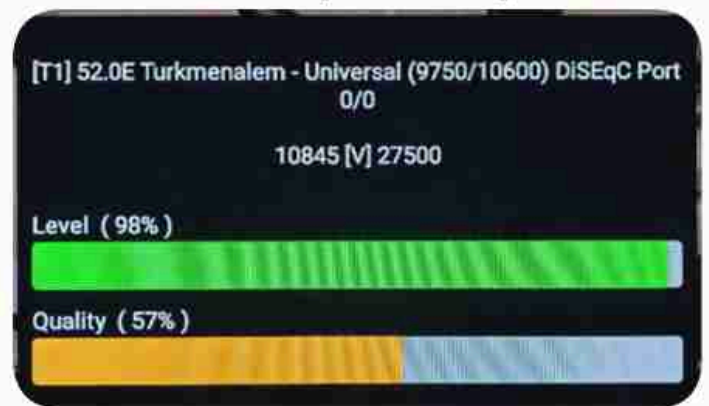 [T1] 52.0E Turkmenalem - Universal (9750/10600) DiSEqC Port
0/0
10845 [V] 27500
Level ( 98% )
Quality ( 57% )